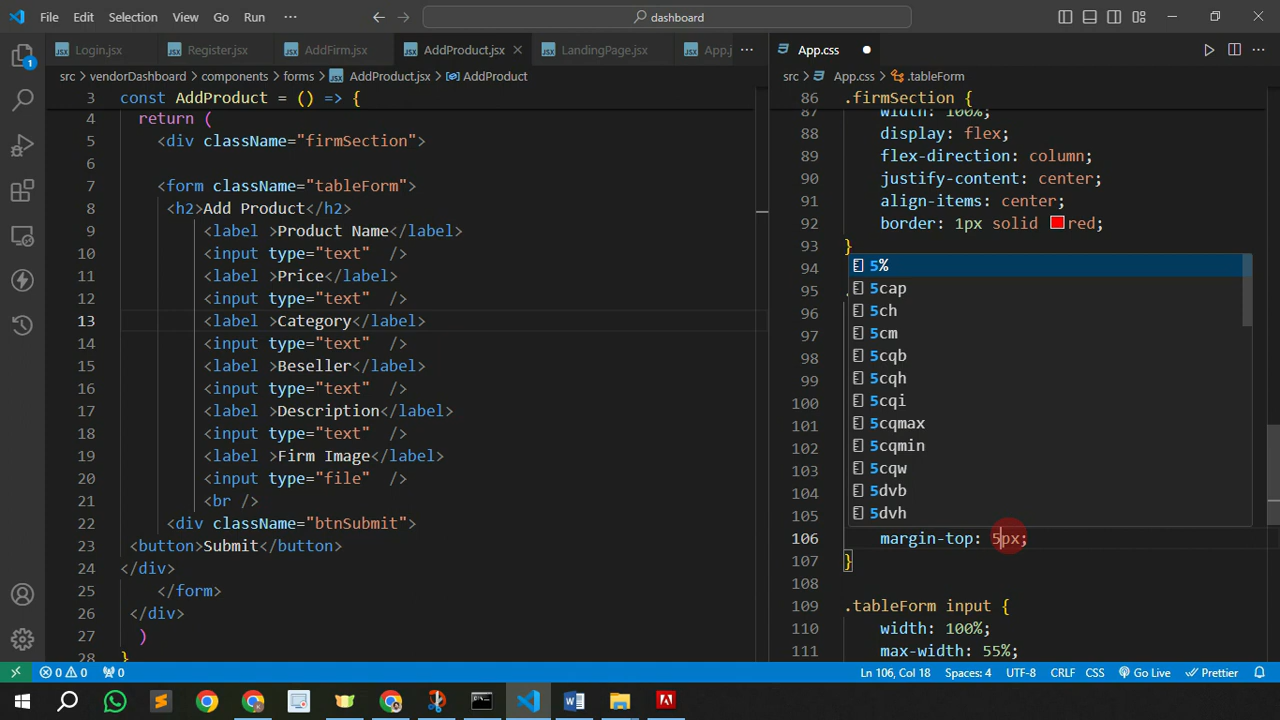 File Edit Selection View Go Run ··· dashboard
Login.jsx Register.jsx AddFirm.jsx AddProduct.jsx LandingPage.jsx App.j ···
src > vendorDashboard > components > forms > AddProduct.jsx > AddProduct
3 const AddProduct = () => {
4 return (
5 <div className="firmSection">
6
7 <form className="tableForm">
8 <h2>Add Product</h2>
9 <label >Product Name</label>
10 <input type="text" />
11 <label >Price</label>
12 <input type="text" />
13 <label >Category</label>
14 <input type="text" />
15 <label >Beseller</label>
16 <input type="text" />
17 <label >Description</label>
18 <input type="text" />
19 <label >Firm Image</label>
20 <input type="file" />
21 <br />
22 <div className="btnSubmit">
23 <button>Submit</button>
24 </div>
25 </form>
26 </div>
27 )
28 }
App.css ···
src > App.css > .tableForm
86 .firmSection {
87 width: 100%;
88 display: flex;
89 flex-direction: column;
90 justify-content: center;
91 align-items: center;
92 border: 1px solid red;
93 }
94
95
96
97
98
99
100
101
102
103
104
105
5%
5cap
5ch
5cm
5cqb
5cqh
5cqi
5cqmax
5cqmin
5cqw
5dvb
5dvh
106 margin-top: 5px;
107 }
108
109 .tableForm input {
110 width: 100%;
111 max-width: 55%;
1
0 0 0 Ln 106, Col 18 Spaces: 4 UTF-8 CRLF CSS Go Live Prettier